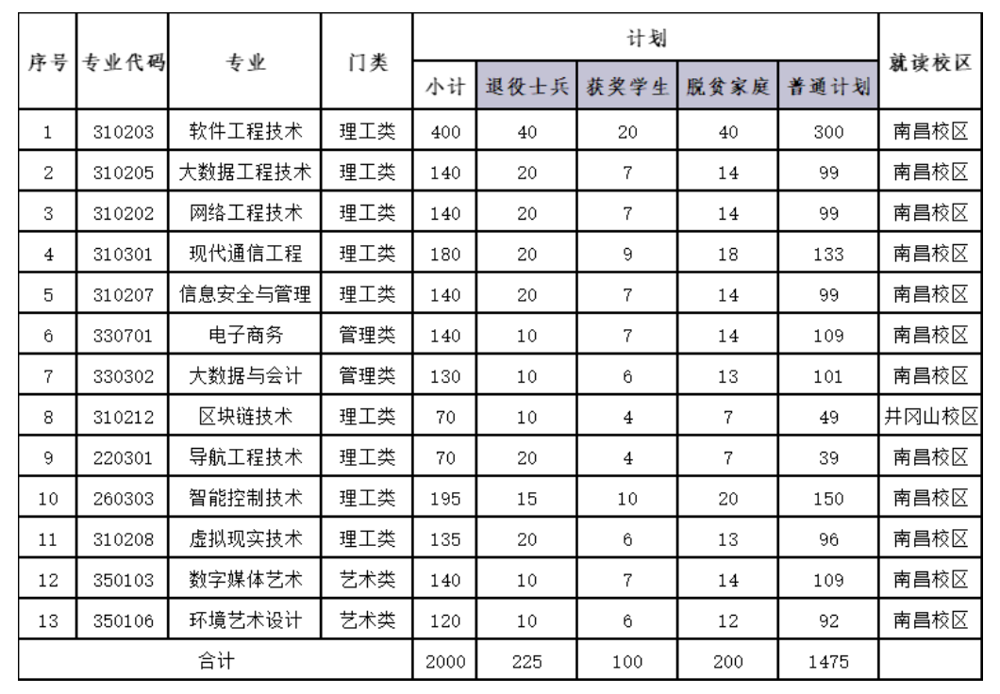 计划
序号 专业代码 专业 门类 就读校区
小计 退役士兵 获奖学生 脱贫家庭 普通计划
1 310203 软件工程技术 理工类 400 40 20 40 300 南昌校区
2 310205 大数据工程技术 理工类 140 20 7 14 99 南昌校区
3 310202 网络工程技术 理工类 140 20 7 14 99 南昌校区
4 310301 现代通信工程 理工类 180 20 9 18 133 南昌校区
5 310207 信息安全与管理 理工类 140 20 7 14 99 南昌校区
6 330701 电子商务 管理类 140 10 7 14 109 南昌校区
7 330302 大数据与会计 管理类 130 10 6 13 101 南昌校区
8 310212 区块链技术 理工类 70 10 4 7 49 井冈山校区
9 220301 导航工程技术 理工类 70 20 4 7 39 南昌校区
10 260303 智能控制技术 理工类 195 15 10 20 150 南昌校区
11 310208 虚拟现实技术 理工类 135 20 6 13 96 南昌校区
12 350103 数字媒体艺术 艺术类 140 10 7 14 109 南昌校区
13 350106 环境艺术设计 艺术类 120 10 6 12 92 南昌校区
合计 2000 225 100 200 1475